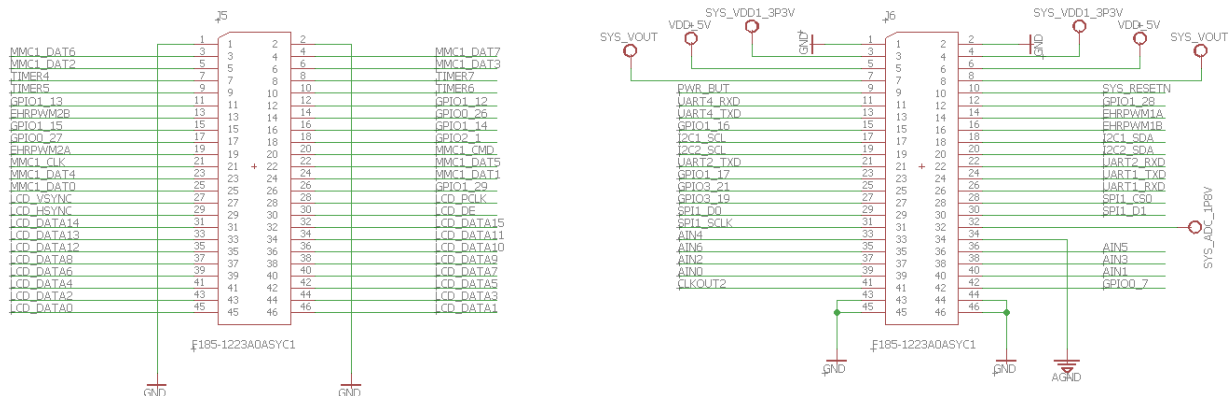 J5
1 1 2 2
MMC1_DAT6 3 3 4 4 MMC1_DAT7
MMC1_DAT2 5 5 6 6 MMC1_DAT3
TIMER4 7 7 8 8 TIMER7
TIMER5 9 9 10 10 TIMER6
GPIO1_13 11 11 12 12 GPIO1_12
EHRPWM2B 13 13 14 14 GPIO0_26
GPIO1_15 15 15 16 16 GPIO1_14
GPIO0_27 17 17 18 18 GPIO2_1
EHRPWM2A 19 19 20 20 MMC1_CMD
MMC1_CLK 21 21 22 22 MMC1_DAT5
MMC1_DAT4 23 23 24 24 MMC1_DAT1
MMC1_DAT0 25 25 26 26 GPIO1_29
LCD_VSYNC 27 27 28 28 LCD_PCLK
LCD_HSYNC 29 29 30 30 LCD_DE
LCD_DATA14 31 31 32 32 LCD_DATA15
LCD_DATA13 33 33 34 34 LCD_DATA11
LCD_DATA12 35 35 36 36 LCD_DATA10
LCD_DATA8 37 37 38 38 LCD_DATA9
LCD_DATA6 39 39 40 40 LCD_DATA7
LCD_DATA4 41 41 42 42 LCD_DATA5
LCD_DATA2 43 43 44 44 LCD_DATA3
LCD_DATA0 45 45 46 46 LCD_DATA1
F185-1223A0ASYC1
GND GND
SYS_VDD1_3P3V J6 SYS_VDD1_3P3V
VDD_5V VDD_5V
SYS_VOUT SYS_VOUT
GND 1 1 2 2 GND
3 3 4 4
5 5 6 6
7 7 8 8
PWR_BUT 9 9 10 10 SYS_RESETN
UART4_RXD 11 11 12 12 GPIO1_28
UART4_TXD 13 13 14 14 EHRPWM1A
GPIO1_16 15 15 16 16 EHRPWM1B
I2C1_SCL 17 17 18 18 I2C1_SDA
I2C2_SCL 19 19 20 20 I2C2_SDA
UART2_TXD 21 21 22 22 UART2_RXD
GPIO1_17 23 23 24 24 UART1_TXD
GPIO3_21 25 25 26 26 UART1_RXD
GPIO3_19 27 27 28 28 SPI1_CS0
SPI1_D0 29 29 30 30 SPI1_D1
SPI1_SCLK 31 31 32 32 SYS_ADC_1P8V
AIN4 33 33 34 34
AIN6 35 35 36 36 AIN5
AIN2 37 37 38 38 AIN3
AIN0 39 39 40 40 AIN1
CLKOUT2 41 41 42 42 GPIO0_7
43 43 44 44
45 45 46 46
F185-1223A0ASYC1
GND GND AGND